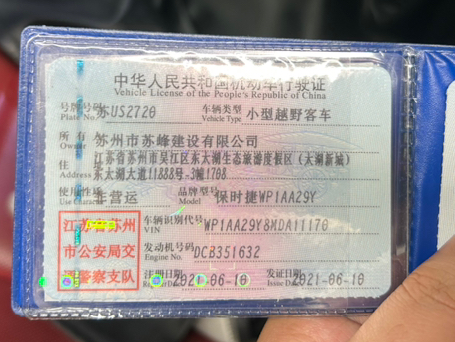 中华人民共和国机动车行驶证
Vehicle License of the People's Republic of China
号牌号码 苏US2720 车辆类型 小型越野客车
Plate No. Vehicle Type
所有人 苏州市苏峰建设有限公司
Owner
住址 江苏省苏州市吴江区东太湖生态旅游度假区（太湖新城）
Address 东太湖大道11888号-3幢1708
使用性质 非营运 品牌型号 保时捷WP1AA29Y
Use Character Model
江苏省苏州 车辆识别代号 WP1AA29Y8MDA11170
VIN
市公安局交 发动机号码 DCB351632
Engine No.
通警察支队 注册日期 2021-06-10 发证日期 2021-06-10
Register Date Issue Date